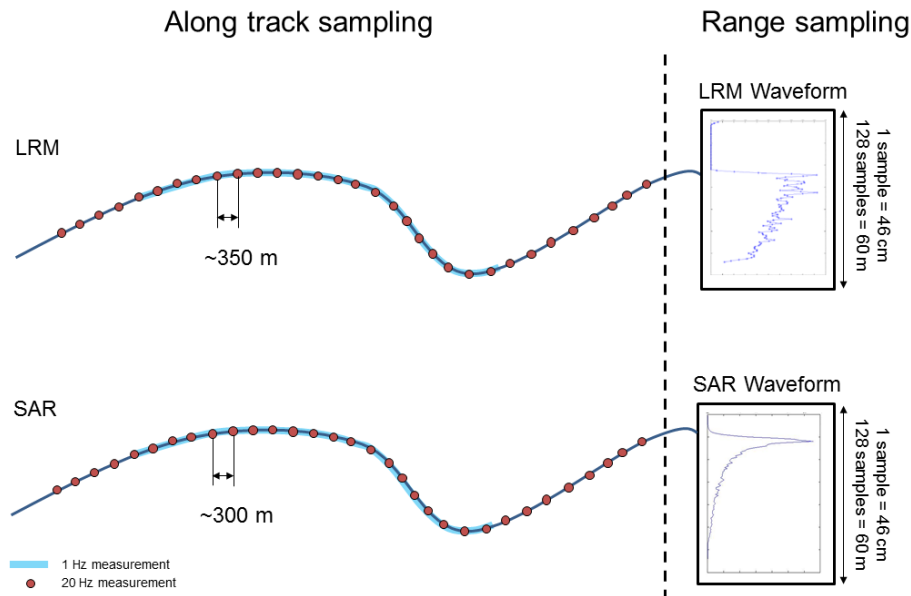 Along track sampling
Range sampling
LRM Waveform
LRM
1 sample = 46 cm
128 samples = 60 m
~350 m
SAR Waveform
SAR
1 sample = 46 cm
128 samples = 60 m
~300 m
1 Hz measurement
20 Hz measurement